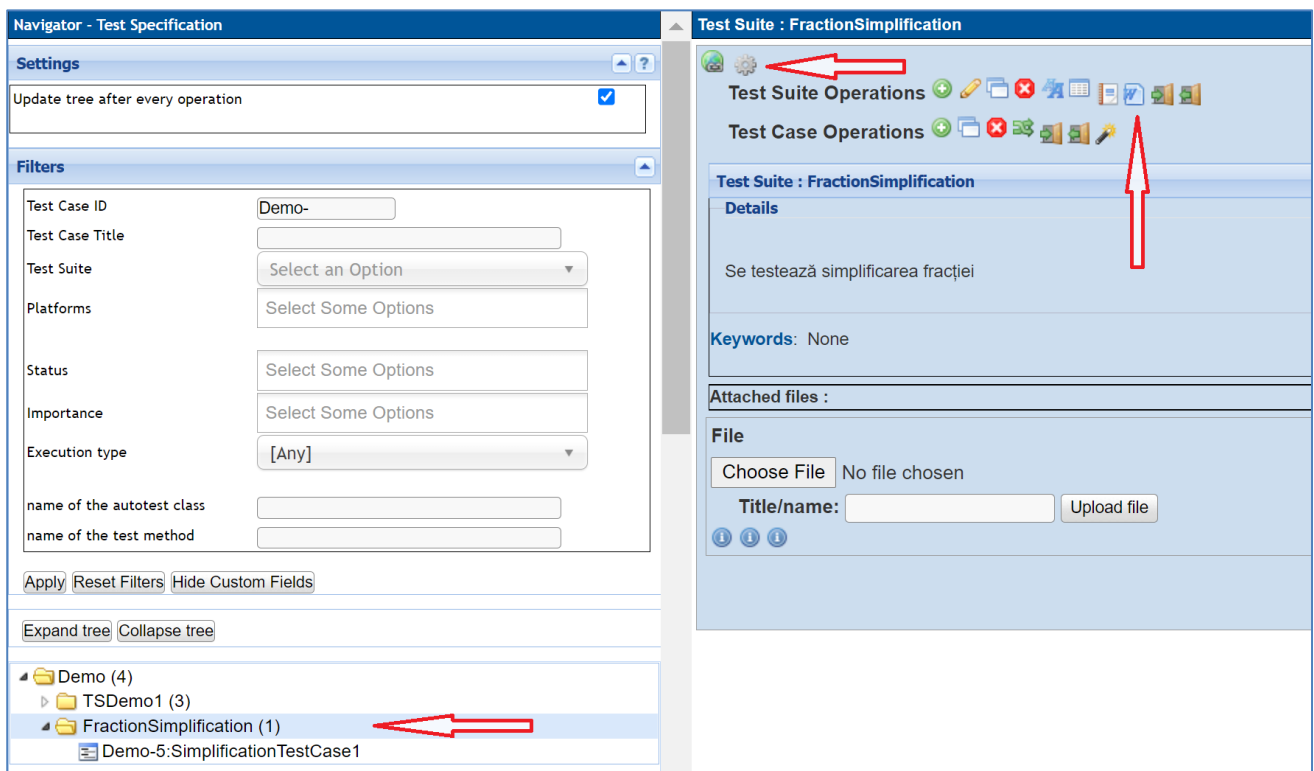 Navigator - Test Specification
Settings
?
Update tree after every operation
Filters
Test Case ID
Demo-
Test Case Title
Test Suite
Select an Option
Platforms
Select Some Options
Status
Select Some Options
Importance
Select Some Options
Execution type
[Any]
name of the autotest class
name of the test method
Apply Reset Filters Hide Custom Fields
Expand tree Collapse tree
Demo (4)
TSDemo1 (3)
FractionSimplification (1)
Demo-5:SimplificationTestCase1
Test Suite : FractionSimplification
Test Suite Operations
Test Case Operations
Test Suite : FractionSimplification
Details
Se testează simplificarea fracției
Keywords: None
Attached files :
File
Choose File No file chosen
Title/name: Upload file